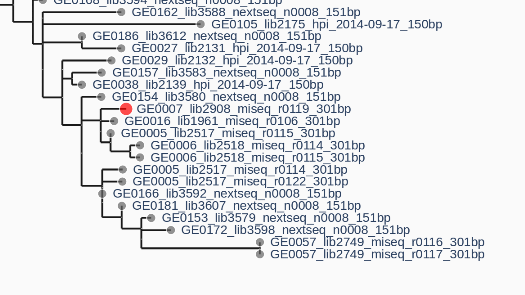 GE0168_lib3594_nextseq_n0008_151bp
GE0162_lib3588_nextseq_n0008_151bp
GE0105_lib2175_hpi_2014-09-17_150bp
GE0186_lib3612_nextseq_n0008_151bp
GE0027_lib2131_hpi_2014-09-17_150bp
GE0029_lib2132_hpi_2014-09-17_150bp
GE0157_lib3583_nextseq_n0008_151bp
GE0038_lib2139_hpi_2014-09-17_150bp
GE0154_lib3580_nextseq_n0008_151bp
GE0007_lib2908_miseq_r0119_301bp
GE0016_lib1961_miseq_r0106_301bp
GE0005_lib2517_miseq_r0115_301bp
GE0006_lib2518_miseq_r0114_301bp
GE0006_lib2518_miseq_r0115_301bp
GE0005_lib2517_miseq_r0114_301bp
GE0005_lib2517_miseq_r0122_301bp
GE0166_lib3592_nextseq_n0008_151bp
GE0181_lib3607_nextseq_n0008_151bp
GE0153_lib3579_nextseq_n0008_151bp
GE0172_lib3598_nextseq_n0008_151bp
GE0057_lib2749_miseq_r0116_301bp
GE0057_lib2749_miseq_r0117_301bp